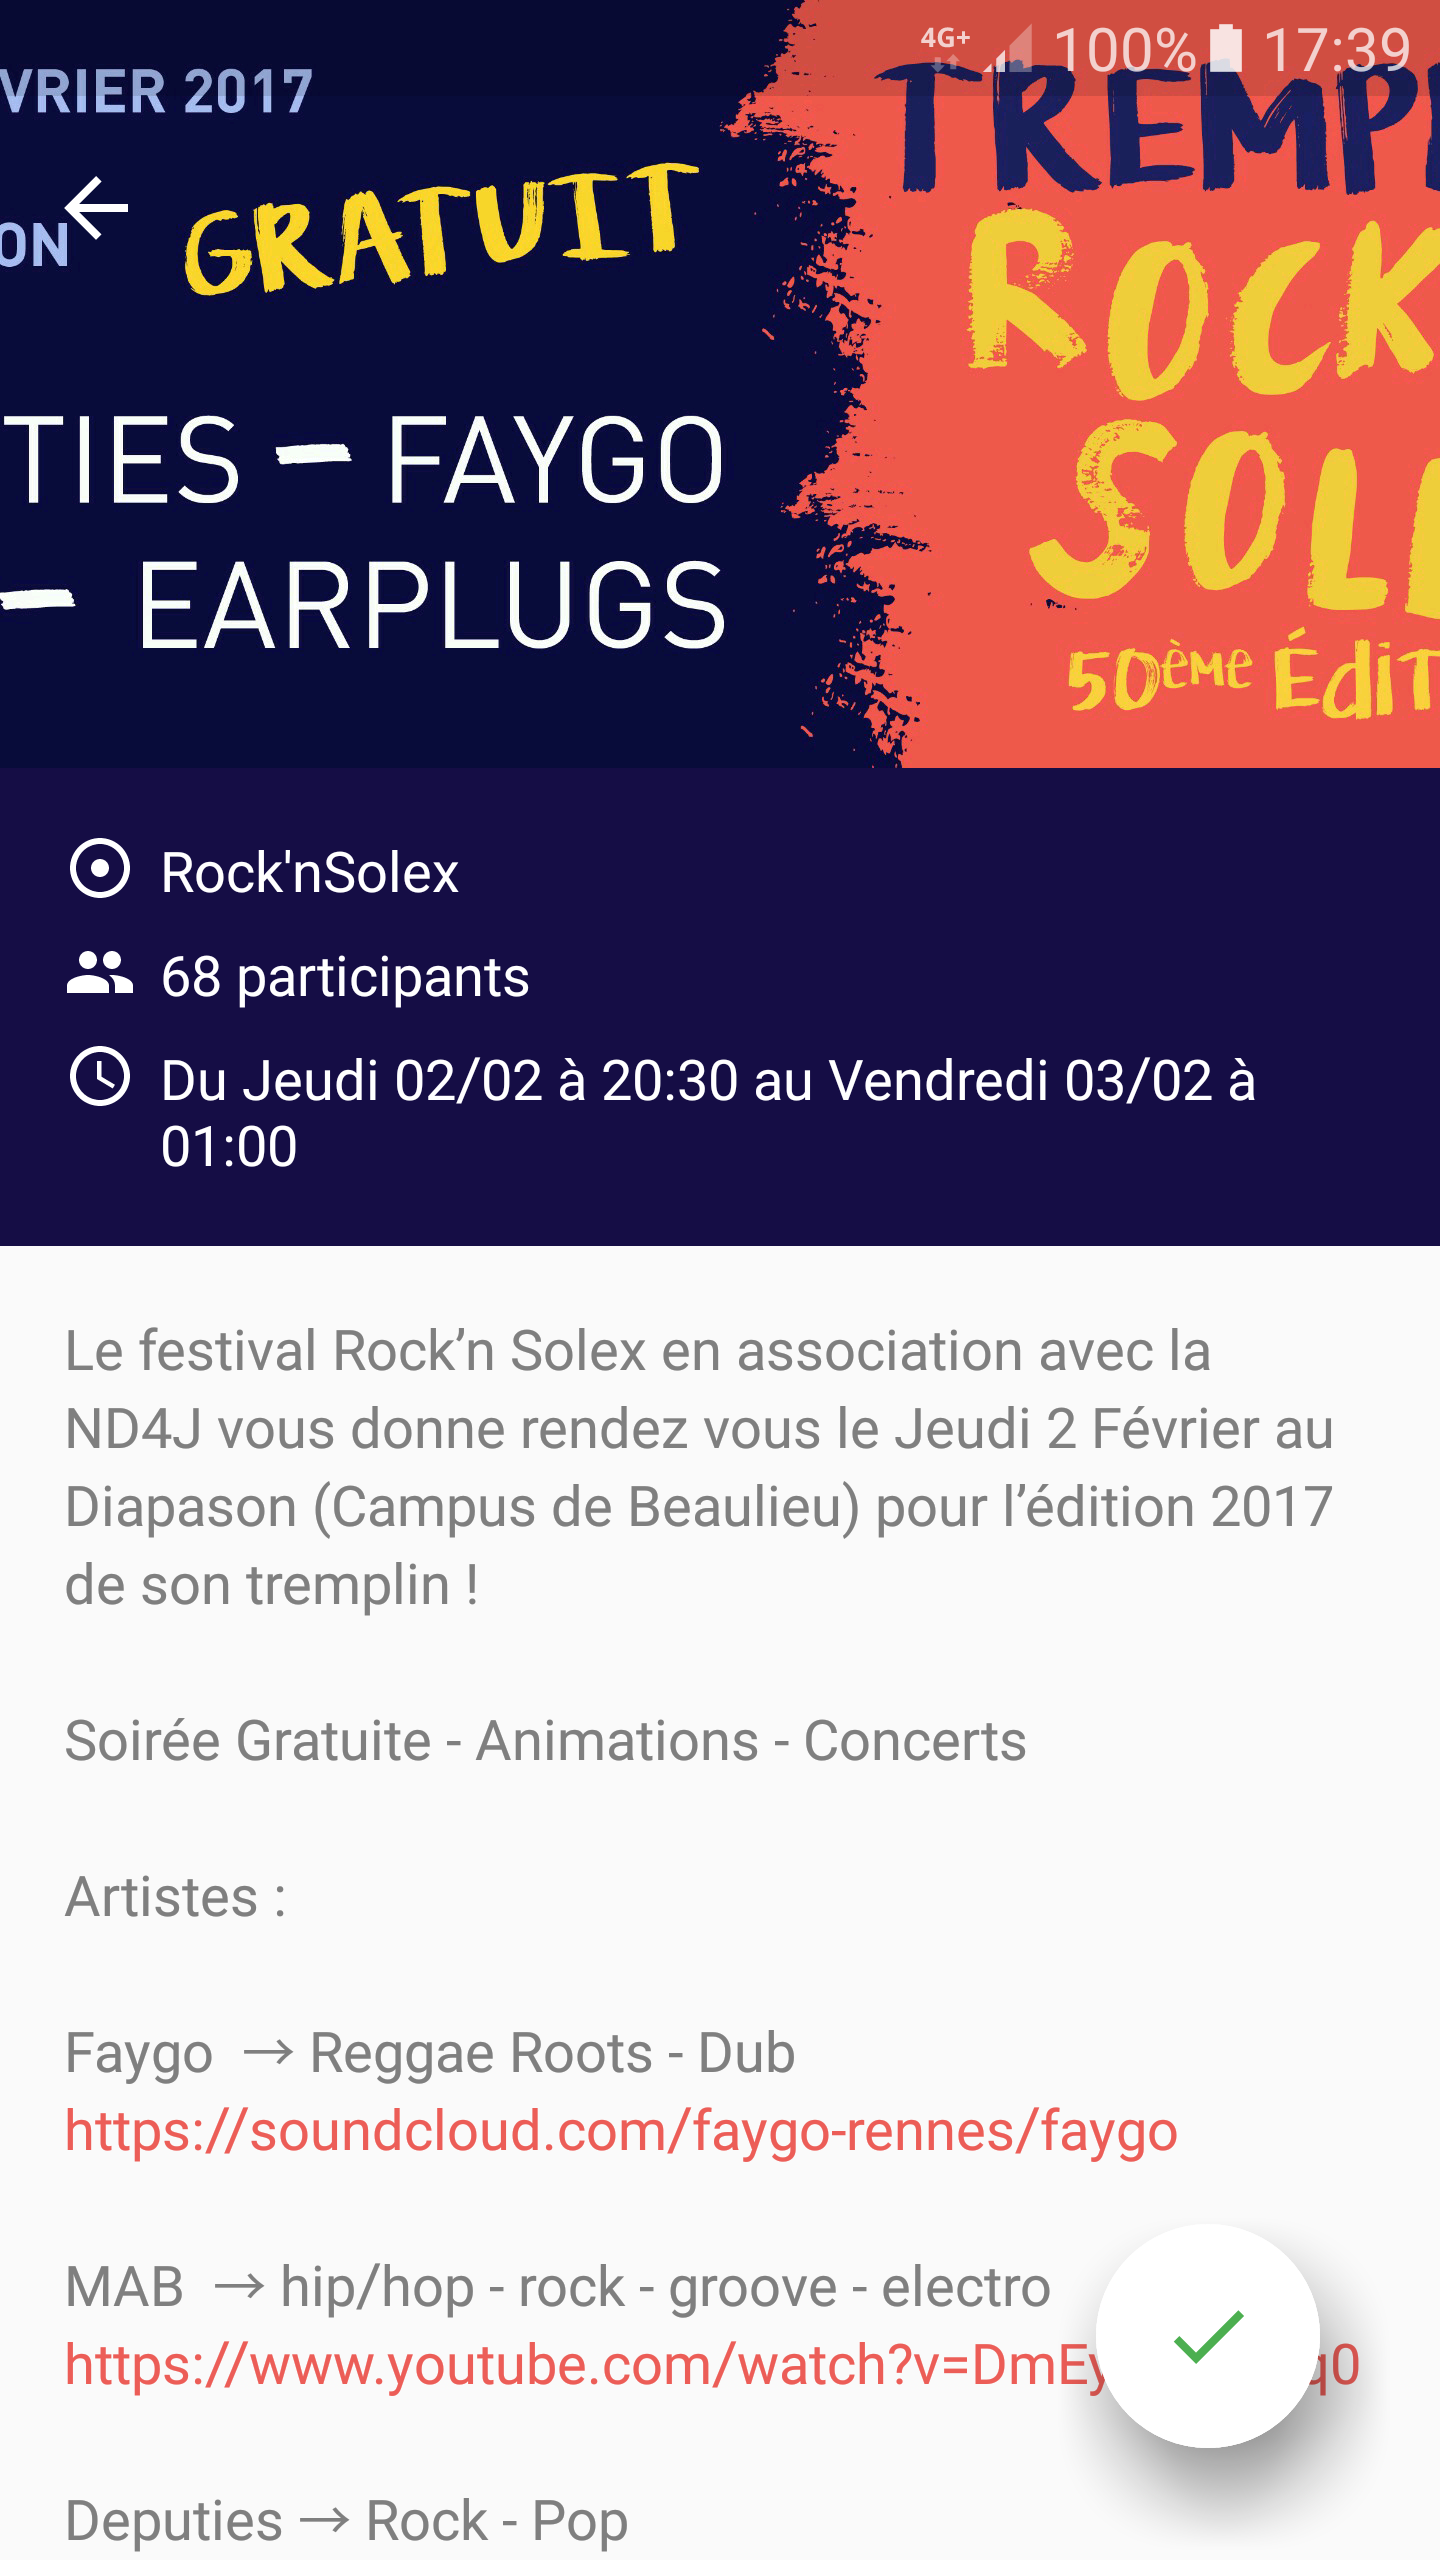 4G+ 100% 17:39
VRIER 2017
ON
GRATUIT
TIES – FAYGO
– EARPLUGS
ROCK
50ème Édit
Rock'nSolex
68 participants
Du Jeudi 02/02 à 20:30 au Vendredi 03/02 à
01:00
Le festival Rock’n Solex en association avec la
ND4J vous donne rendez vous le Jeudi 2 Février au
Diapason (Campus de Beaulieu) pour l’édition 2017
de son tremplin !
Soirée Gratuite - Animations - Concerts
Artistes :
Faygo → Reggae Roots - Dub
https://soundcloud.com/faygo-rennes/faygo
MAB → hip/hop - rock - groove - electro
https://www.youtube.com/watch?v=DmEy
Deputies → Rock - Pop